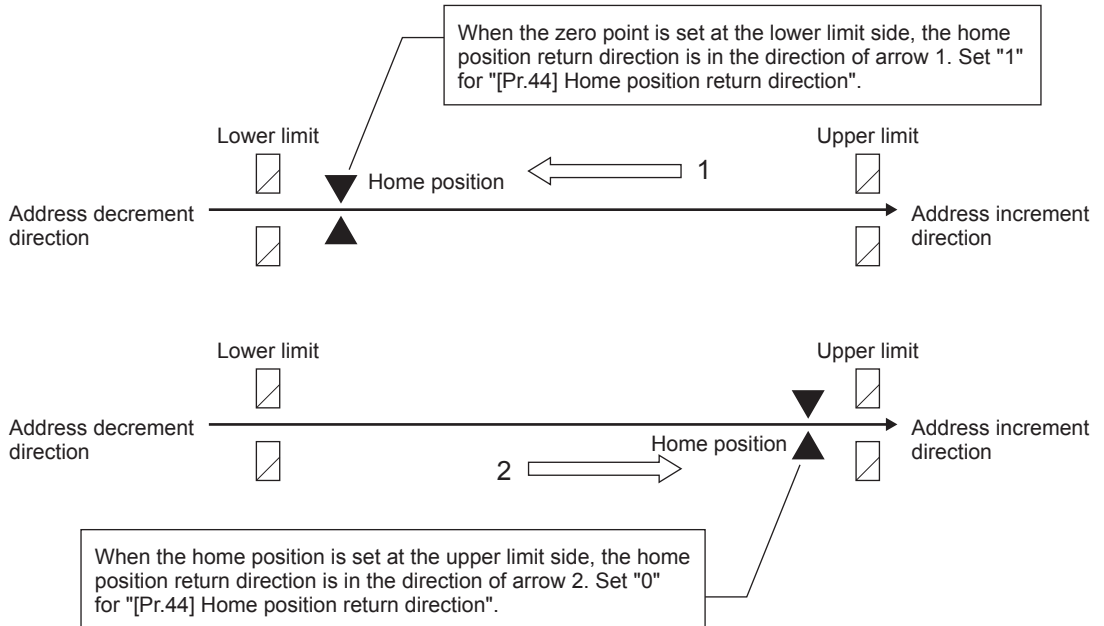 When the zero point is set at the lower limit side, the home
position return direction is in the direction of arrow 1. Set "1"
for "[Pr.44] Home position return direction".
Lower limit
Upper limit
Home position
1
Address decrement
direction
Address increment
direction
Lower limit
Upper limit
Address decrement
direction
Address increment
direction
Home position
2
When the home position is set at the upper limit side, the home
position return direction is in the direction of arrow 2. Set "0"
for "[Pr.44] Home position return direction".